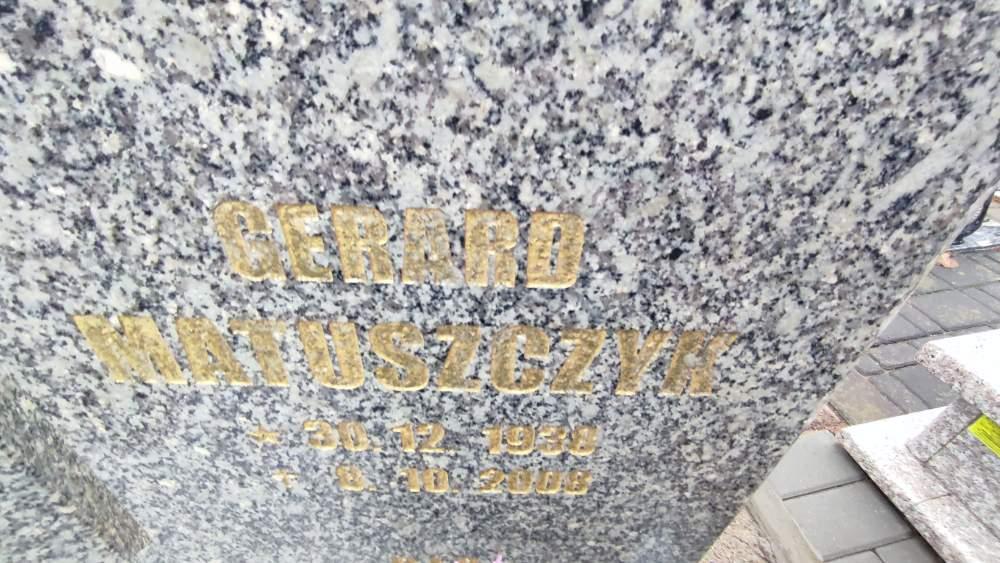 GERARD
MATUSZCZYK
* 30. 12. 1938
+ 8. 10. 2008